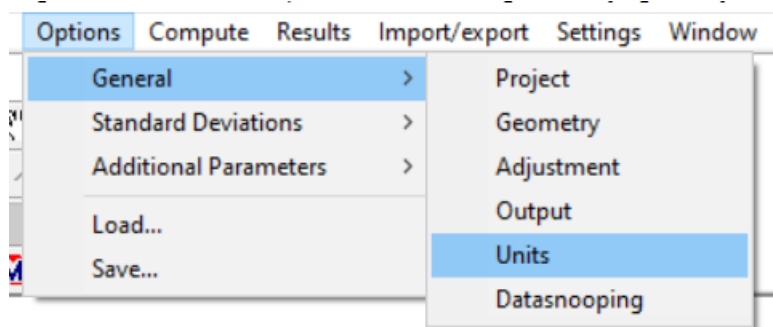 Options Compute Results Import/export Settings Window
General
Standard Deviations
Additional Parameters
Load...
Save...
Project
Geometry
Adjustment
Output
Units
Datasnooping